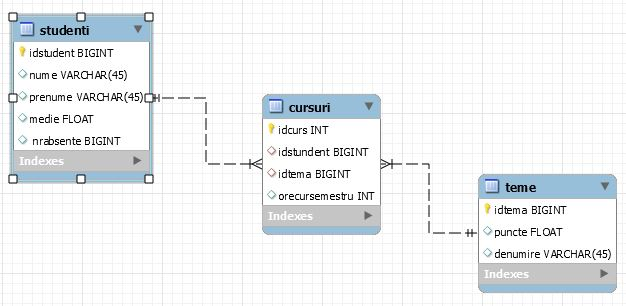 studenti
idstudent BIGINT
nume VARCHAR(45)
prenume VARCHAR(45)
medie FLOAT
nrabsente BIGINT
Indexes
cursuri
idcurs INT
idstundent BIGINT
idtema BIGINT
orecursemestru INT
Indexes
teme
idtema BIGINT
puncte FLOAT
denumire VARCHAR(45)
Indexes